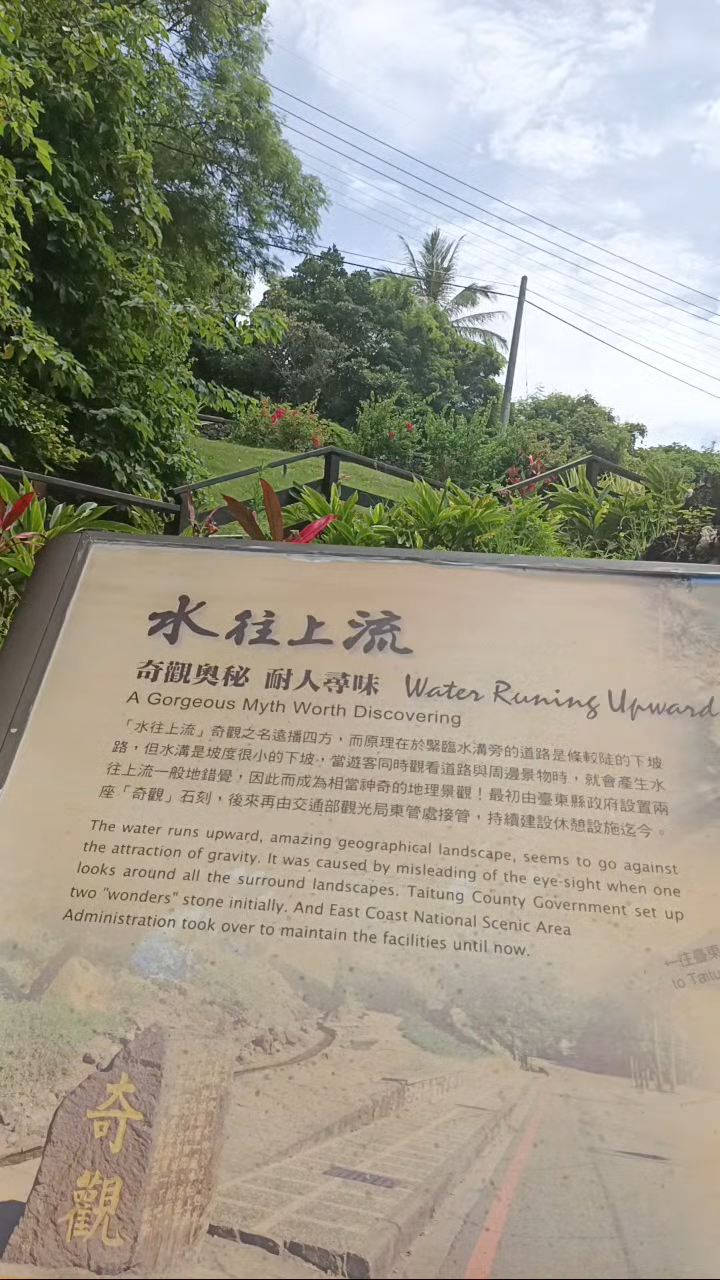 水往上流
奇觀奧秘 耐人尋味 Water Runing Upward
A Gorgeous Myth Worth Discovering
「水往上流」奇觀之名遠播四方，而原理在於緊臨水溝旁的道路是條較陡的下坡
路，但水溝是坡度很小的下坡，當遊客同時觀看道路與周邊景物時，就會產生水
往上流一般地錯覺，因此而成為相當神奇的地理景觀！最初由臺東縣政府設置兩
座「奇觀」石刻，後來再由交通部觀光局東管處接管，持續建設休憩設施迄今。
The water runs upward, amazing geographical landscape, seems to go against
the attraction of gravity. It was caused by misleading of the eye-sight when one
looks around all the surround landscapes. Taitung County Government set up
two "wonders" stone initially. And East Coast National Scenic Area
Administration took over to maintain the facilities until now.
←往臺東
to Taitu
奇觀